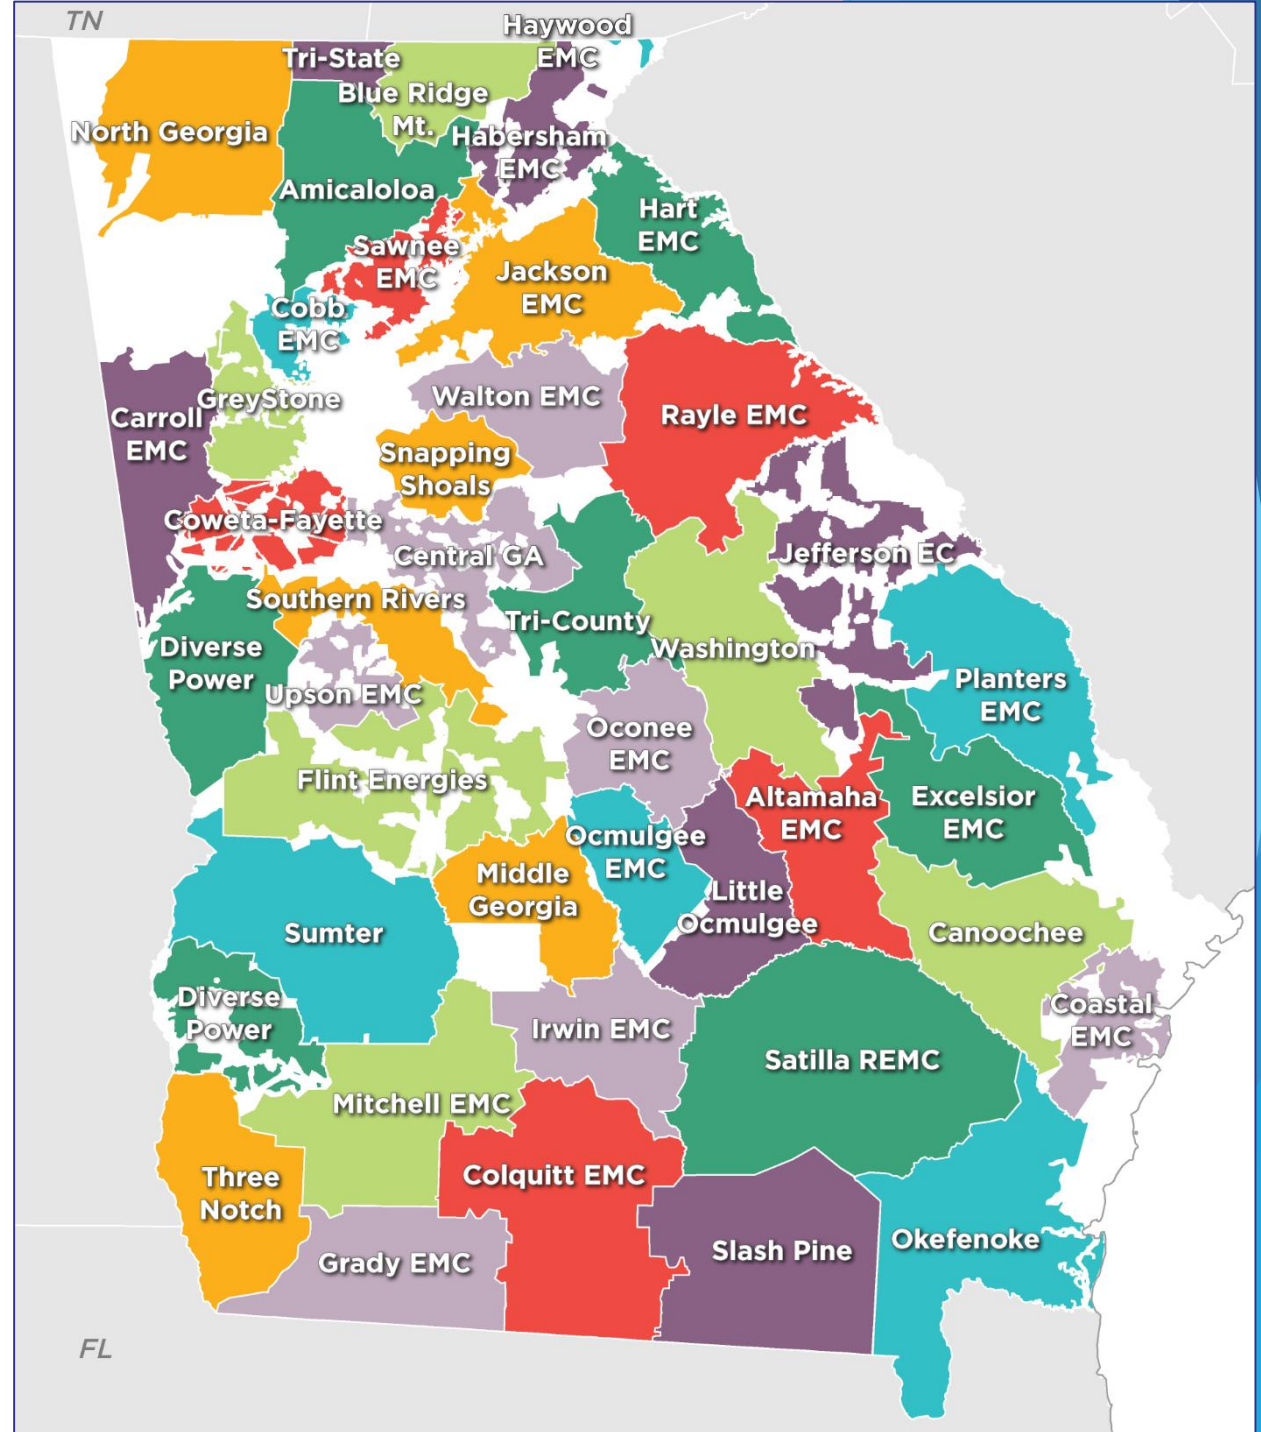 TN
Haywood
EMC
Tri-State
Blue Ridge
Mt.
North Georgia
Habersham
EMC
Amicaloloa
Hart
EMC
Sawnee
EMC
Jackson
EMC
Cobb
EMC
GreyStone
Walton EMC
Carroll
EMC
Rayle EMC
Snapping
Shoals
Coweta-Fayette
Central GA
Jefferson EC
Southern Rivers
Tri-County
Diverse
Power
Washington
Upson EMC
Planters
EMC
Oconee
EMC
Flint Energies
Altamaha
EMC
Excelsior
EMC
Ocmulgee
EMC
Middle
Georgia
Little
Ocmulgee
Sumter
Canoochee
Diverse
Power
Coastal
EMC
Irwin EMC
Satilla REMC
Mitchell EMC
Three
Notch
Colquitt EMC
Okefenoke
Slash Pine
Grady EMC
FL